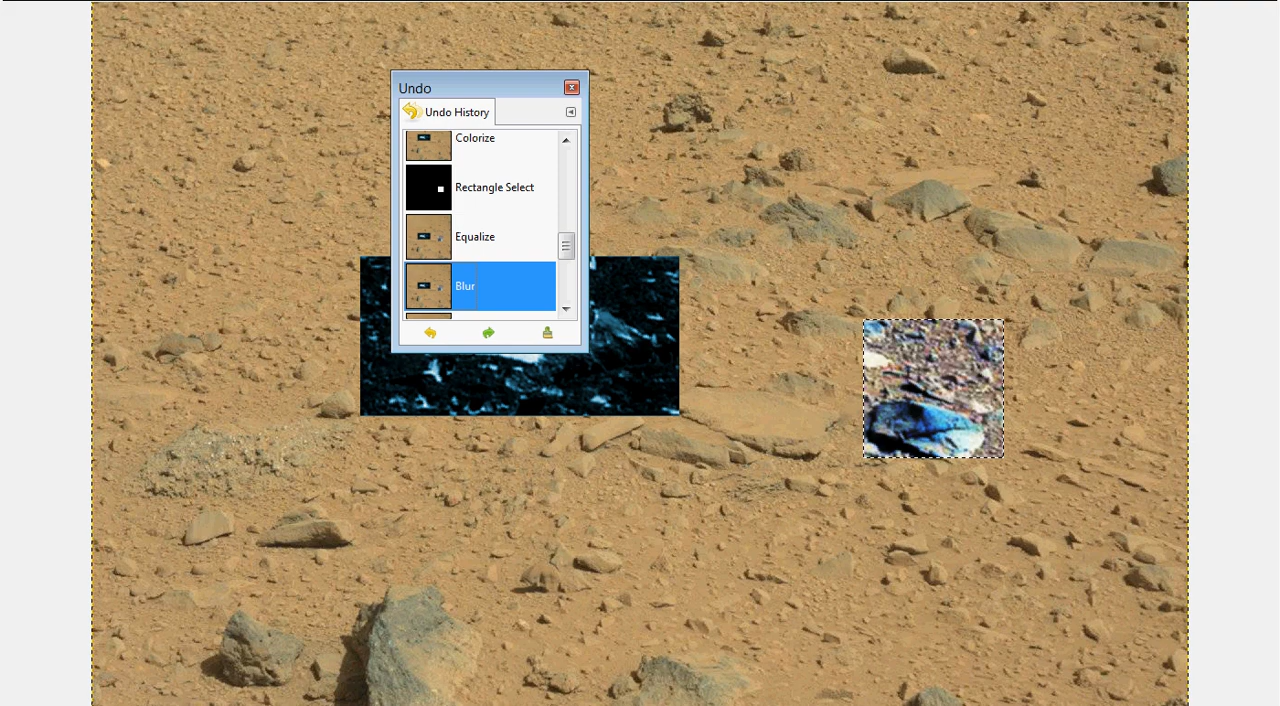 Undo
Undo History
Colorize
Rectangle Select
Equalize
Blur